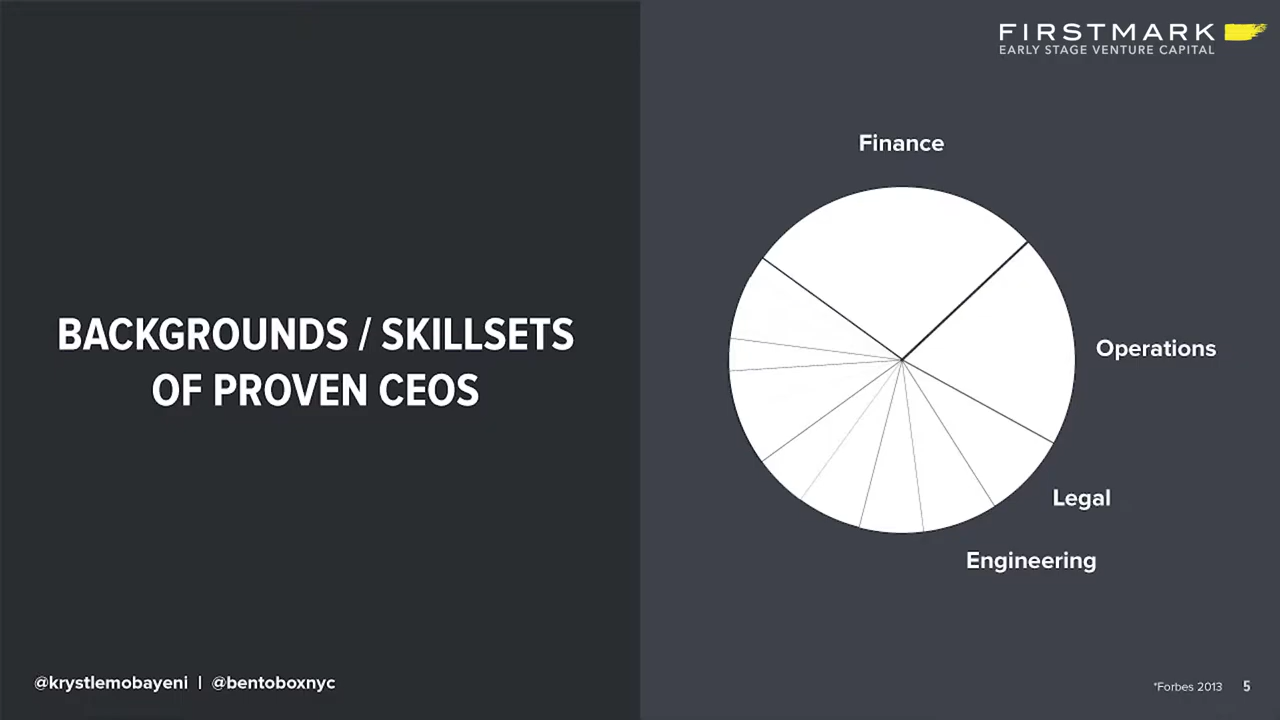 FIRSTMARK
EARLY STAGE VENTURE CAPITAL
BACKGROUNDS / SKILLSETS
OF PROVEN CEOS
Finance
Operations
Legal
Engineering
@krystlemobayeni | @bentoboxnyc
*Forbes 2013 5